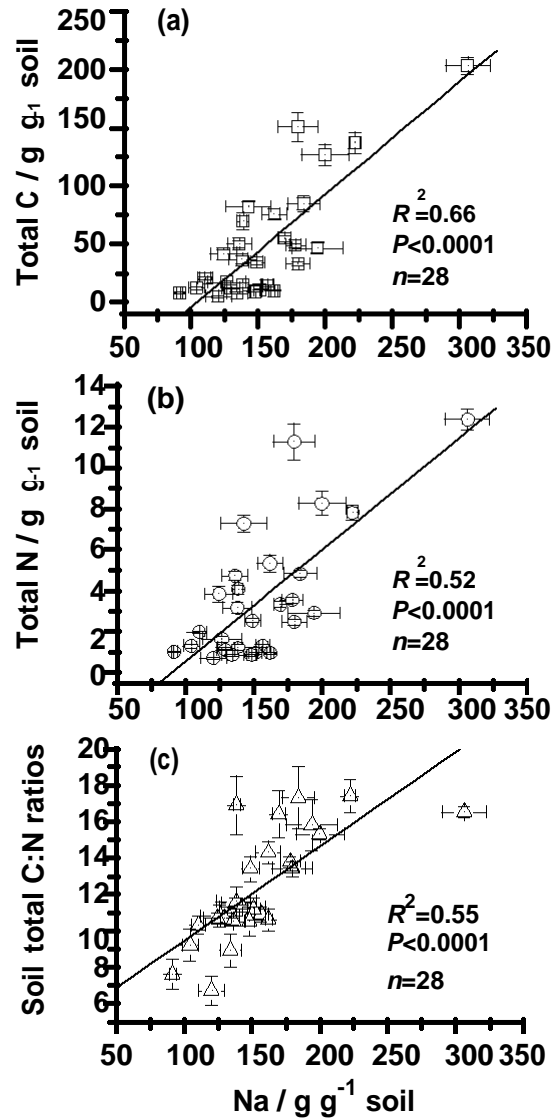 (a)
250
200
150
100
50
0
Total C / g g-1 soil
R2=0.66
P<0.0001
n=28
50 100 150 200 250 300 350
(b)
14
12
10
8
6
4
2
0
Total N / g g-1 soil
R2=0.52
P<0.0001
n=28
50 100 150 200 250 300 350
(c)
20
18
16
14
12
10
8
6
Soil total C:N ratios
R2=0.55
P<0.0001
n=28
50 100 150 200 250 300 350
Na / g g-1 soil